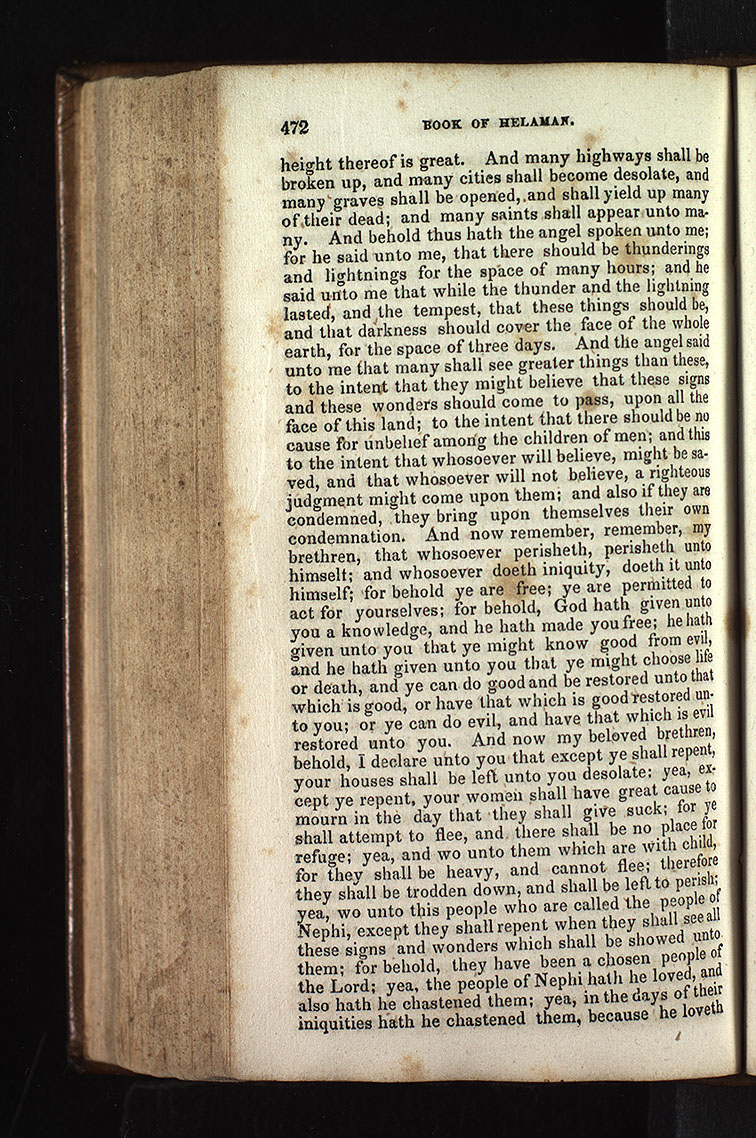 472 BOOK OF HELAMAN.
height thereof is great. And many highways shall be
broken up, and many cities shall become desolate, and
many graves shall be opened, and shall yield up many
of their dead; and many saints shall appear unto ma-
ny. And behold thus hath the angel spoken unto me;
for he said unto me, that there should be thunderings
and lightnings for the space of many hours; and he
said unto me that while the thunder and the lightning
lasted, and the tempest, that these things should be,
and that darkness should cover the face of the whole
earth, for the space of three days. And the angel said
unto me that many shall see greater things than these,
to the intent that they might believe that these signs
and these wonders should come to pass, upon all the
face of this land; to the intent that there should be no
cause for unbelief among the children of men; and this
to the intent that whosoever will believe, might be sa-
ved, and that whosoever will not believe, a righteous
judgment might come upon them; and also if they are
condemned, they bring upon themselves their own
condemnation. And now remember, remember, my
brethren, that whosoever perisheth, perisheth unto
himself; and whosoever doeth iniquity, doeth it unto
himself; for behold ye are free; ye are permitted to
act for yourselves; for behold, God hath given unto
you a knowledge, and he hath made you free; he hath
given unto you that ye might know good from evil,
and he hath given unto you that ye might choose life
or death, and ye can do good and be restored unto that
which is good, or have that which is good restored un-
to you; or ye can do evil, and have that which is evil
restored unto you. And now my beloved brethren,
behold, I declare unto you that except ye shall repent,
your houses shall be left unto you desolate: yea, ex-
cept ye repent, your women shall have great cause to
mourn in the day that they shall give suck; for ye
shall attempt to flee, and there shall be no place for
refuge; yea, and wo unto them which are with child,
for they shall be heavy, and cannot flee; therefore
they shall be trodden down, and shall be left to perish;
yea, wo unto this people who are called the people of
Nephi, except they shall repent when they shall see all
these signs and wonders which shall be showed unto
them; for behold, they have been a chosen people of
the Lord; yea, the people of Nephi hath he loved, and
also hath he chastened them; yea, in the days of their
iniquities hath he chastened them, because he loveth